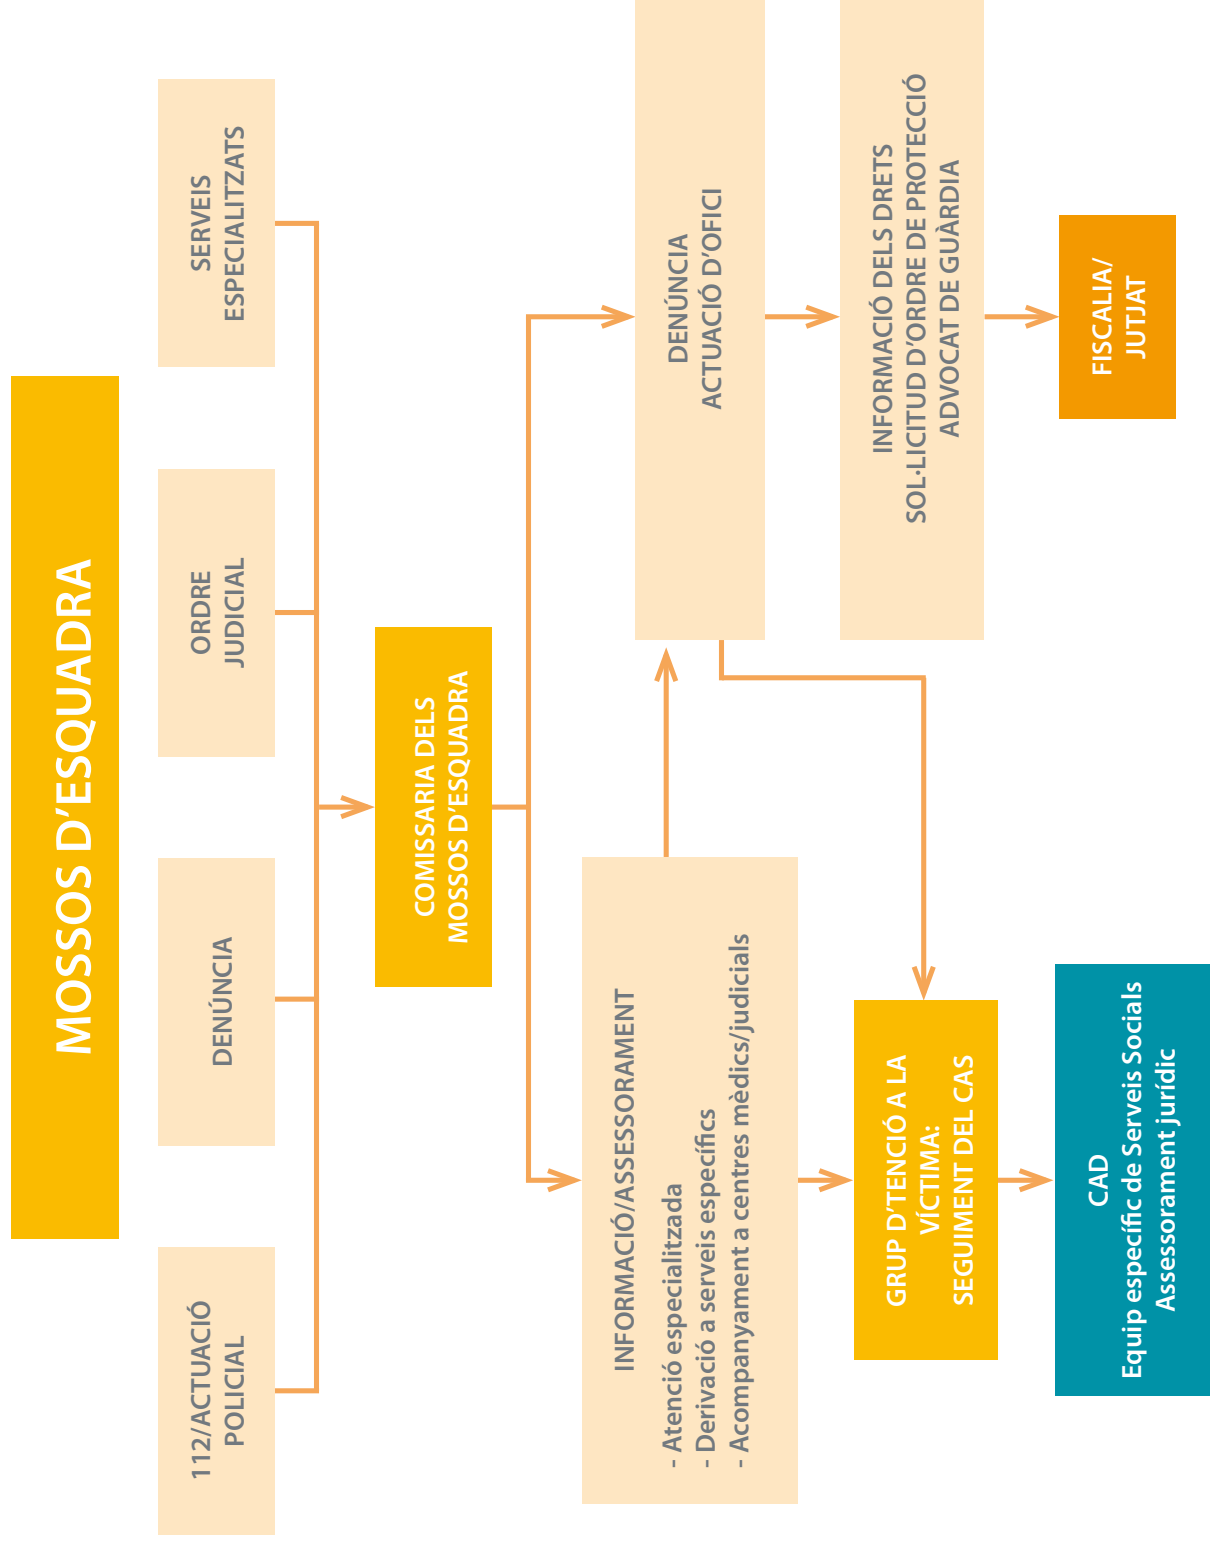 MOSSOS D'ESQUADRA
112/ACTUACIÓ
POLICIAL
DENÚNCIA
ORDRE
JUDICIAL
SERVEIS
ESPECIALITZATS
COMISSARIA DELS
MOSSOS D'ESQUADRA
INFORMACIÓ/ASSESSORAMENT
- Atenció especialitzada
- Derivació a serveis específics
- Acompanyament a centres mèdics/judicials
DENÚNCIA
ACTUACIÓ D'OFICI
GRUP D'TENCIÓ A LA
VÍCTIMA:
SEGUIMENT DEL CAS
INFORMACIÓ DELS DRETS
SOL·LICITUD D'ORDRE DE PROTECCIÓ
ADVOCAT DE GUÀRDIA
CAD
Equip específic de Serveis Socials
Assessorament jurídic
FISCALIA/
JUTJAT